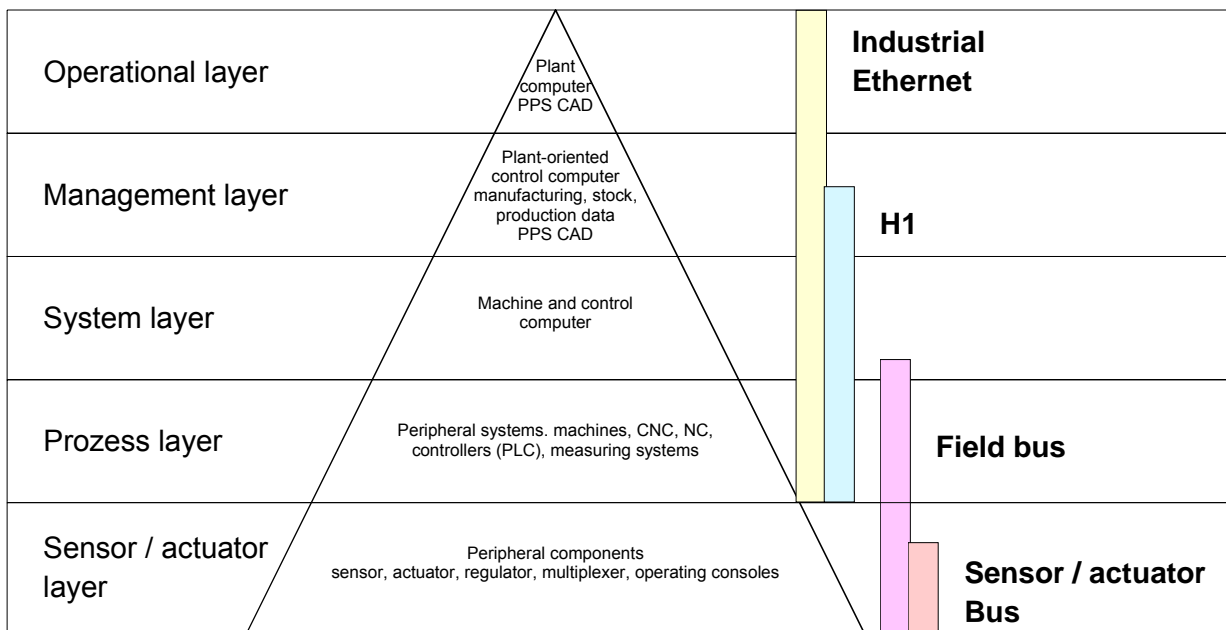 Operational layer
Plant
computer
PPS CAD
Industrial
Ethernet
Management layer
Plant-oriented
control computer
manufacturing, stock,
production data
PPS CAD
H1
System layer
Machine and control
computer
Prozess layer
Peripheral systems. machines, CNC, NC,
controllers (PLC), measuring systems
Field bus
Sensor / actuator
layer
Peripheral components
sensor, actuator, regulator, multiplexer, operating consoles
Sensor / actuator
Bus